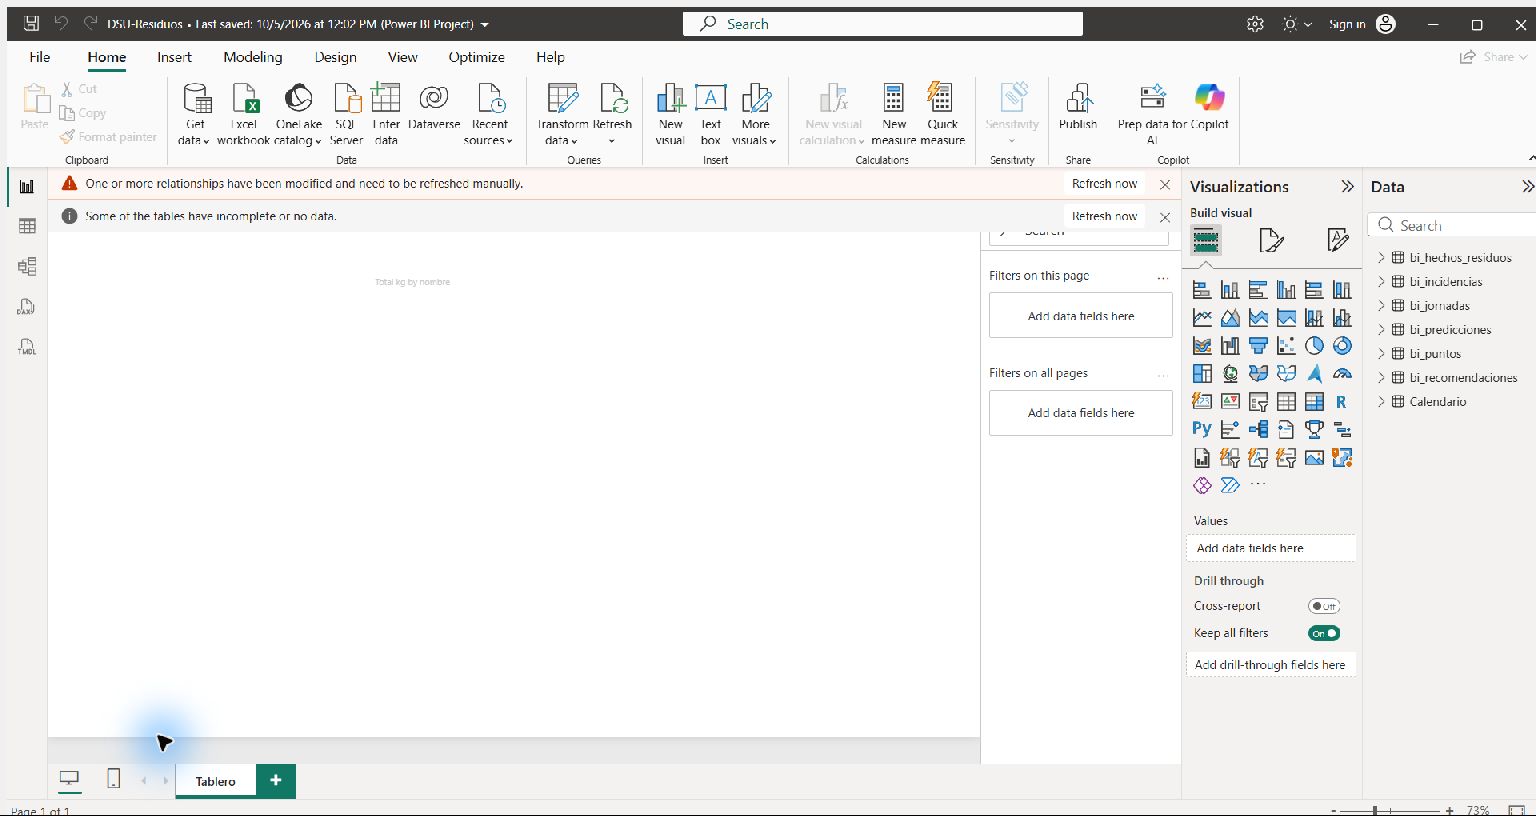 DSU-Residuos • Last saved: 10/5/2026 at 12:02 PM (Power BI Project)
Search
Sign in
File Home Insert Modeling Design View Optimize Help
Share
Paste
Cut
Copy
Format painter
Clipboard
Get data
Excel workbook
OneLake catalog
SQL Server
Enter data
Dataverse
Recent sources
Data
Transform data
Refresh
Queries
New visual
Text box
More visuals
Insert
New visual calculation
New measure
Quick measure
Calculations
Sensitivity
Sensitivity
Publish
Share
Prep data for AI
Copilot
Copilot
One or more relationships have been modified and need to be refreshed manually.
Refresh now
Some of the tables have incomplete or no data.
Refresh now
DAX
TMDL
Total kg by nombre
Search
Filters on this page
...
Add data fields here
Filters on all pages
...
Add data fields here
Visualizations
Build visual
123
R
Py
...
Values
Add data fields here
Drill through
Cross-report
Off
Keep all filters
On
Add drill-through fields here
Data
Search
bi_hechos_residuos
bi_incidencias
bi_jornadas
bi_predicciones
bi_puntos
bi_recomendaciones
Calendario
Tablero
+
Page 1 of 1
- + 73%